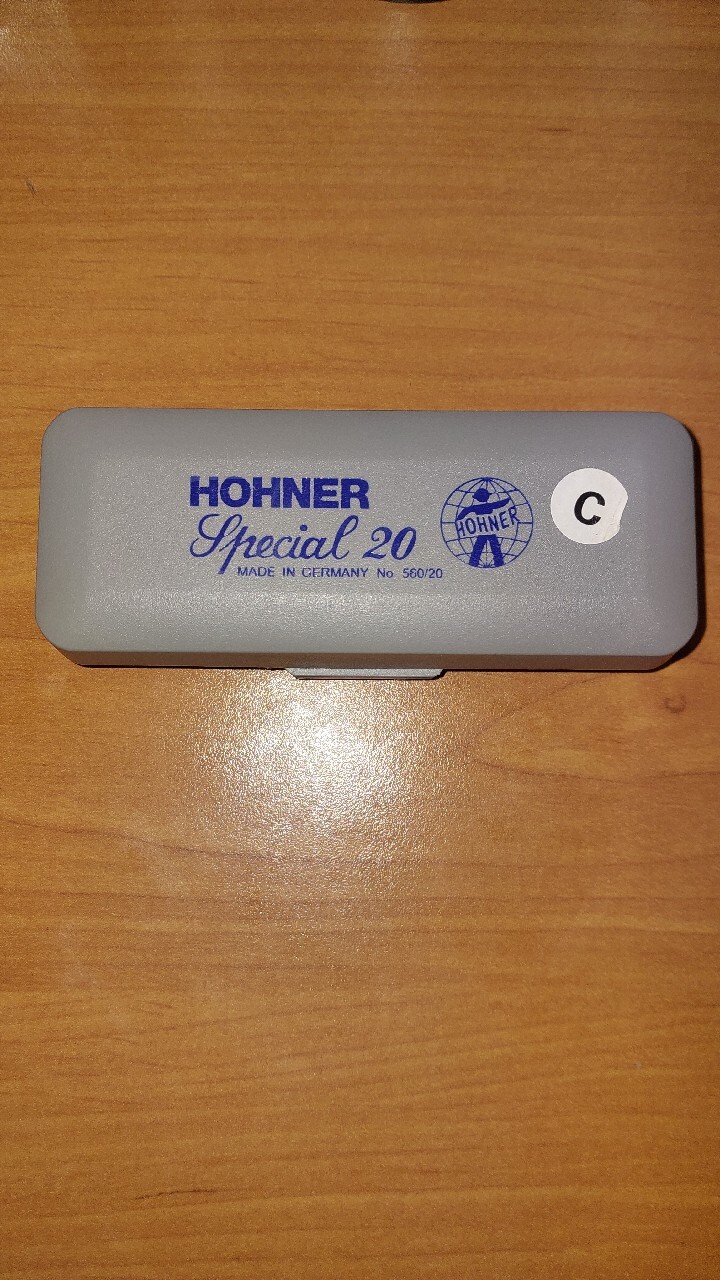 HOHNER
Special 20
MADE IN GERMANY No 560/20
HOHNER
C